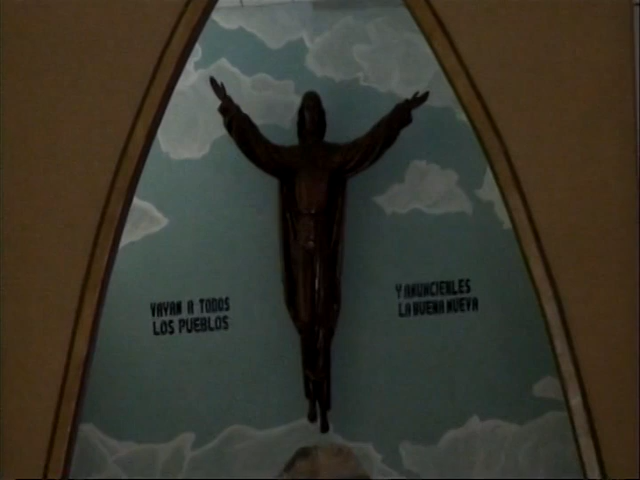 VAYAN A TODOS
LOS PUEBLOS
Y ANUNCIENLES
LA BUENA NUEVA